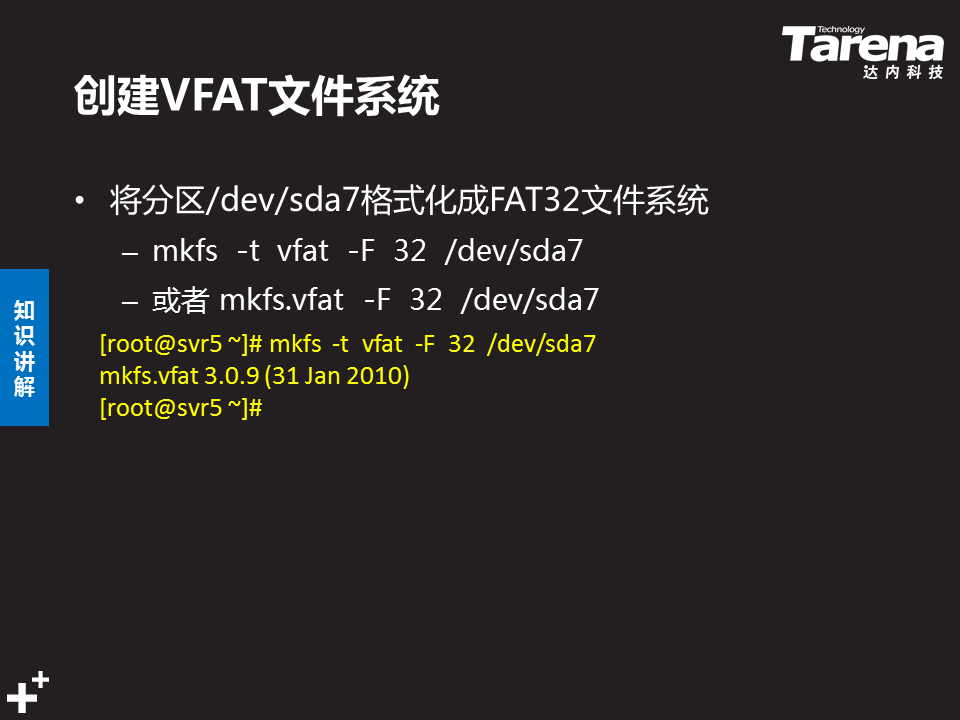 Technology
Tarena
达内科技
创建VFAT文件系统
• 将分区/dev/sda7格式化成FAT32文件系统
– mkfs -t vfat -F 32 /dev/sda7
– 或者 mkfs.vfat -F 32 /dev/sda7
知识讲解
[root@svr5 ~]# mkfs -t vfat -F 32 /dev/sda7
mkfs.vfat 3.0.9 (31 Jan 2010)
[root@svr5 ~]#